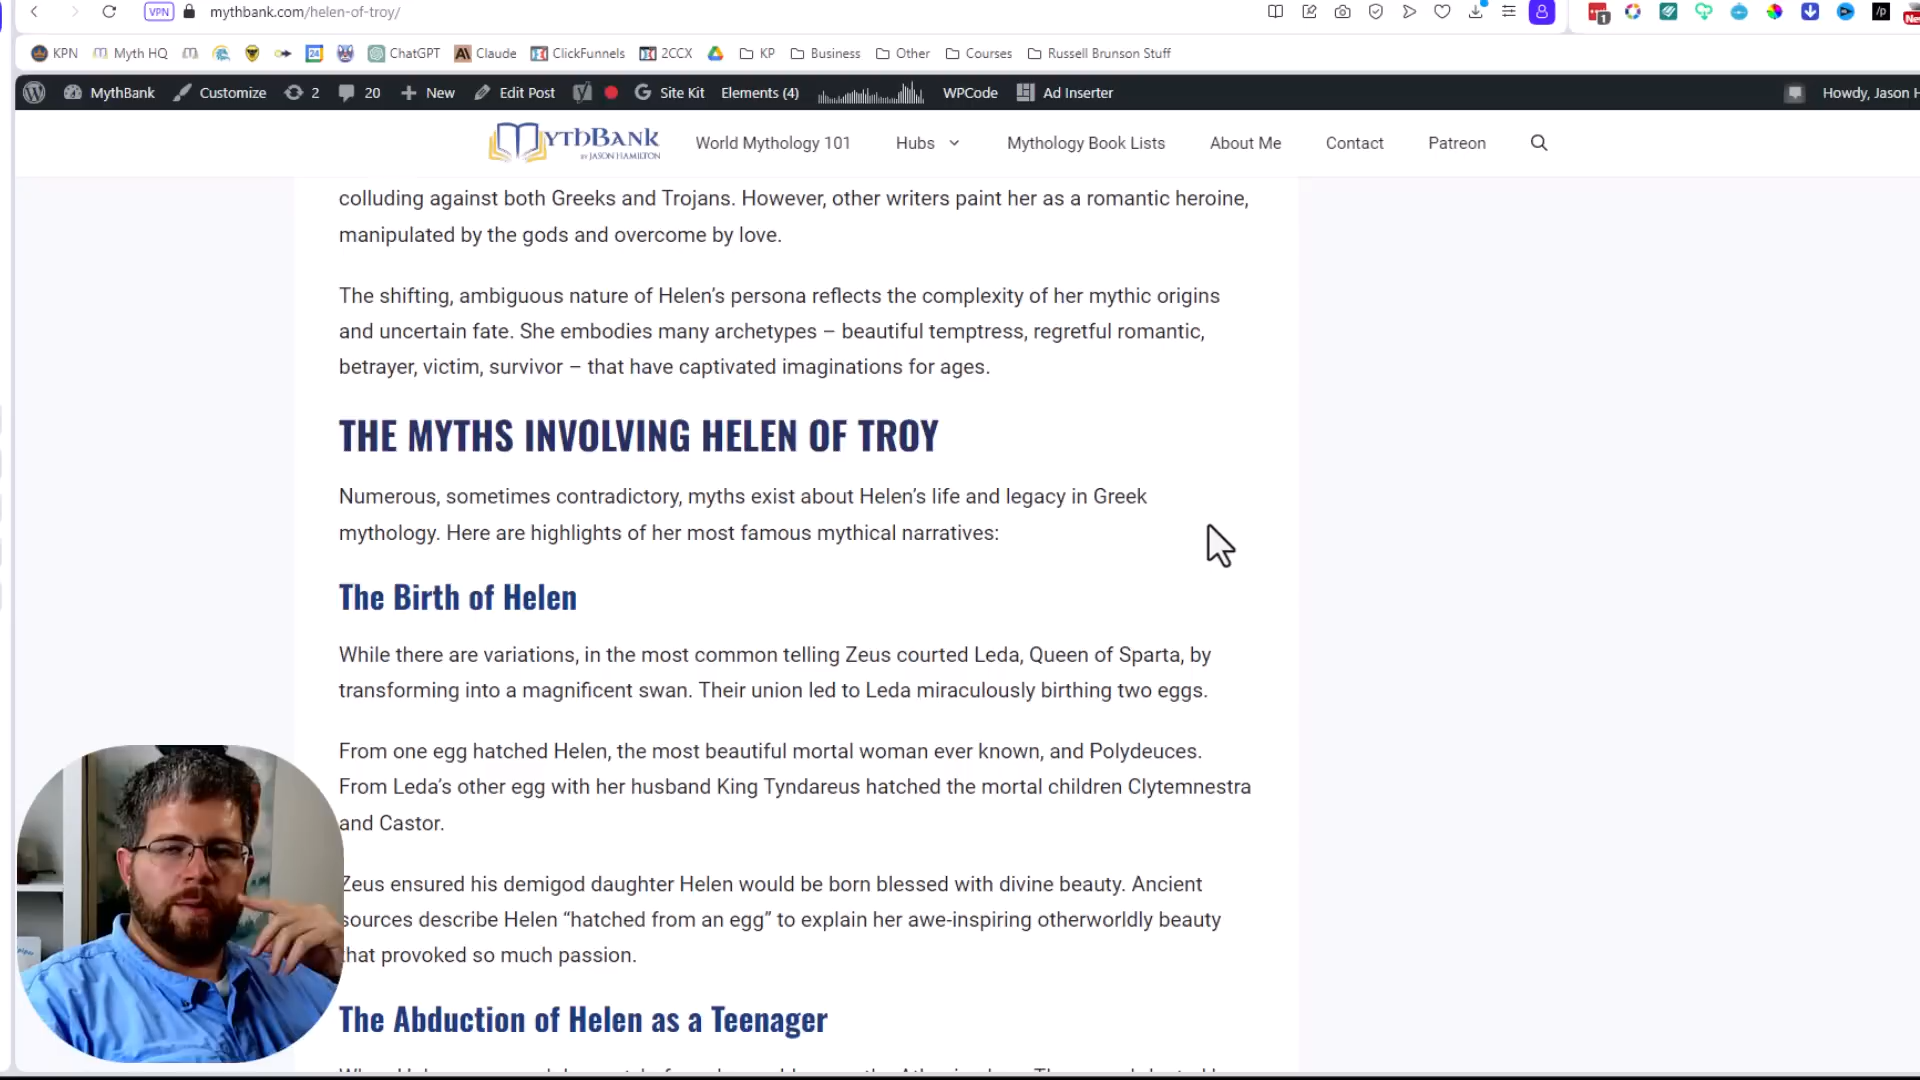 VPN mythbank.com/helen-of-troy/
KPN Myth HQ 24 ChatGPT Claude ClickFunnels 2CCX KP Business Other Courses Russell Brunson Stuff
MythBank Customize 2 20 New Edit Post Site Kit Elements (4) WPCode Ad Inserter Howdy, Jason H
MYTHBANK
BY JASON HAMILTON
World Mythology 101 Hubs Mythology Book Lists About Me Contact Patreon
colluding against both Greeks and Trojans. However, other writers paint her as a romantic heroine,
manipulated by the gods and overcome by love.
The shifting, ambiguous nature of Helen’s persona reflects the complexity of her mythic origins
and uncertain fate. She embodies many archetypes – beautiful temptress, regretful romantic,
betrayer, victim, survivor – that have captivated imaginations for ages.
THE MYTHS INVOLVING HELEN OF TROY
Numerous, sometimes contradictory, myths exist about Helen’s life and legacy in Greek
mythology. Here are highlights of her most famous mythical narratives:
The Birth of Helen
While there are variations, in the most common telling Zeus courted Leda, Queen of Sparta, by
transforming into a magnificent swan. Their union led to Leda miraculously birthing two eggs.
From one egg hatched Helen, the most beautiful mortal woman ever known, and Polydeuces.
From Leda’s other egg with her husband King Tyndareus hatched the mortal children Clytemnestra
and Castor.
Zeus ensured his demigod daughter Helen would be born blessed with divine beauty. Ancient
sources describe Helen “hatched from an egg” to explain her awe-inspiring otherworldly beauty
that provoked so much passion.
The Abduction of Helen as a Teenager